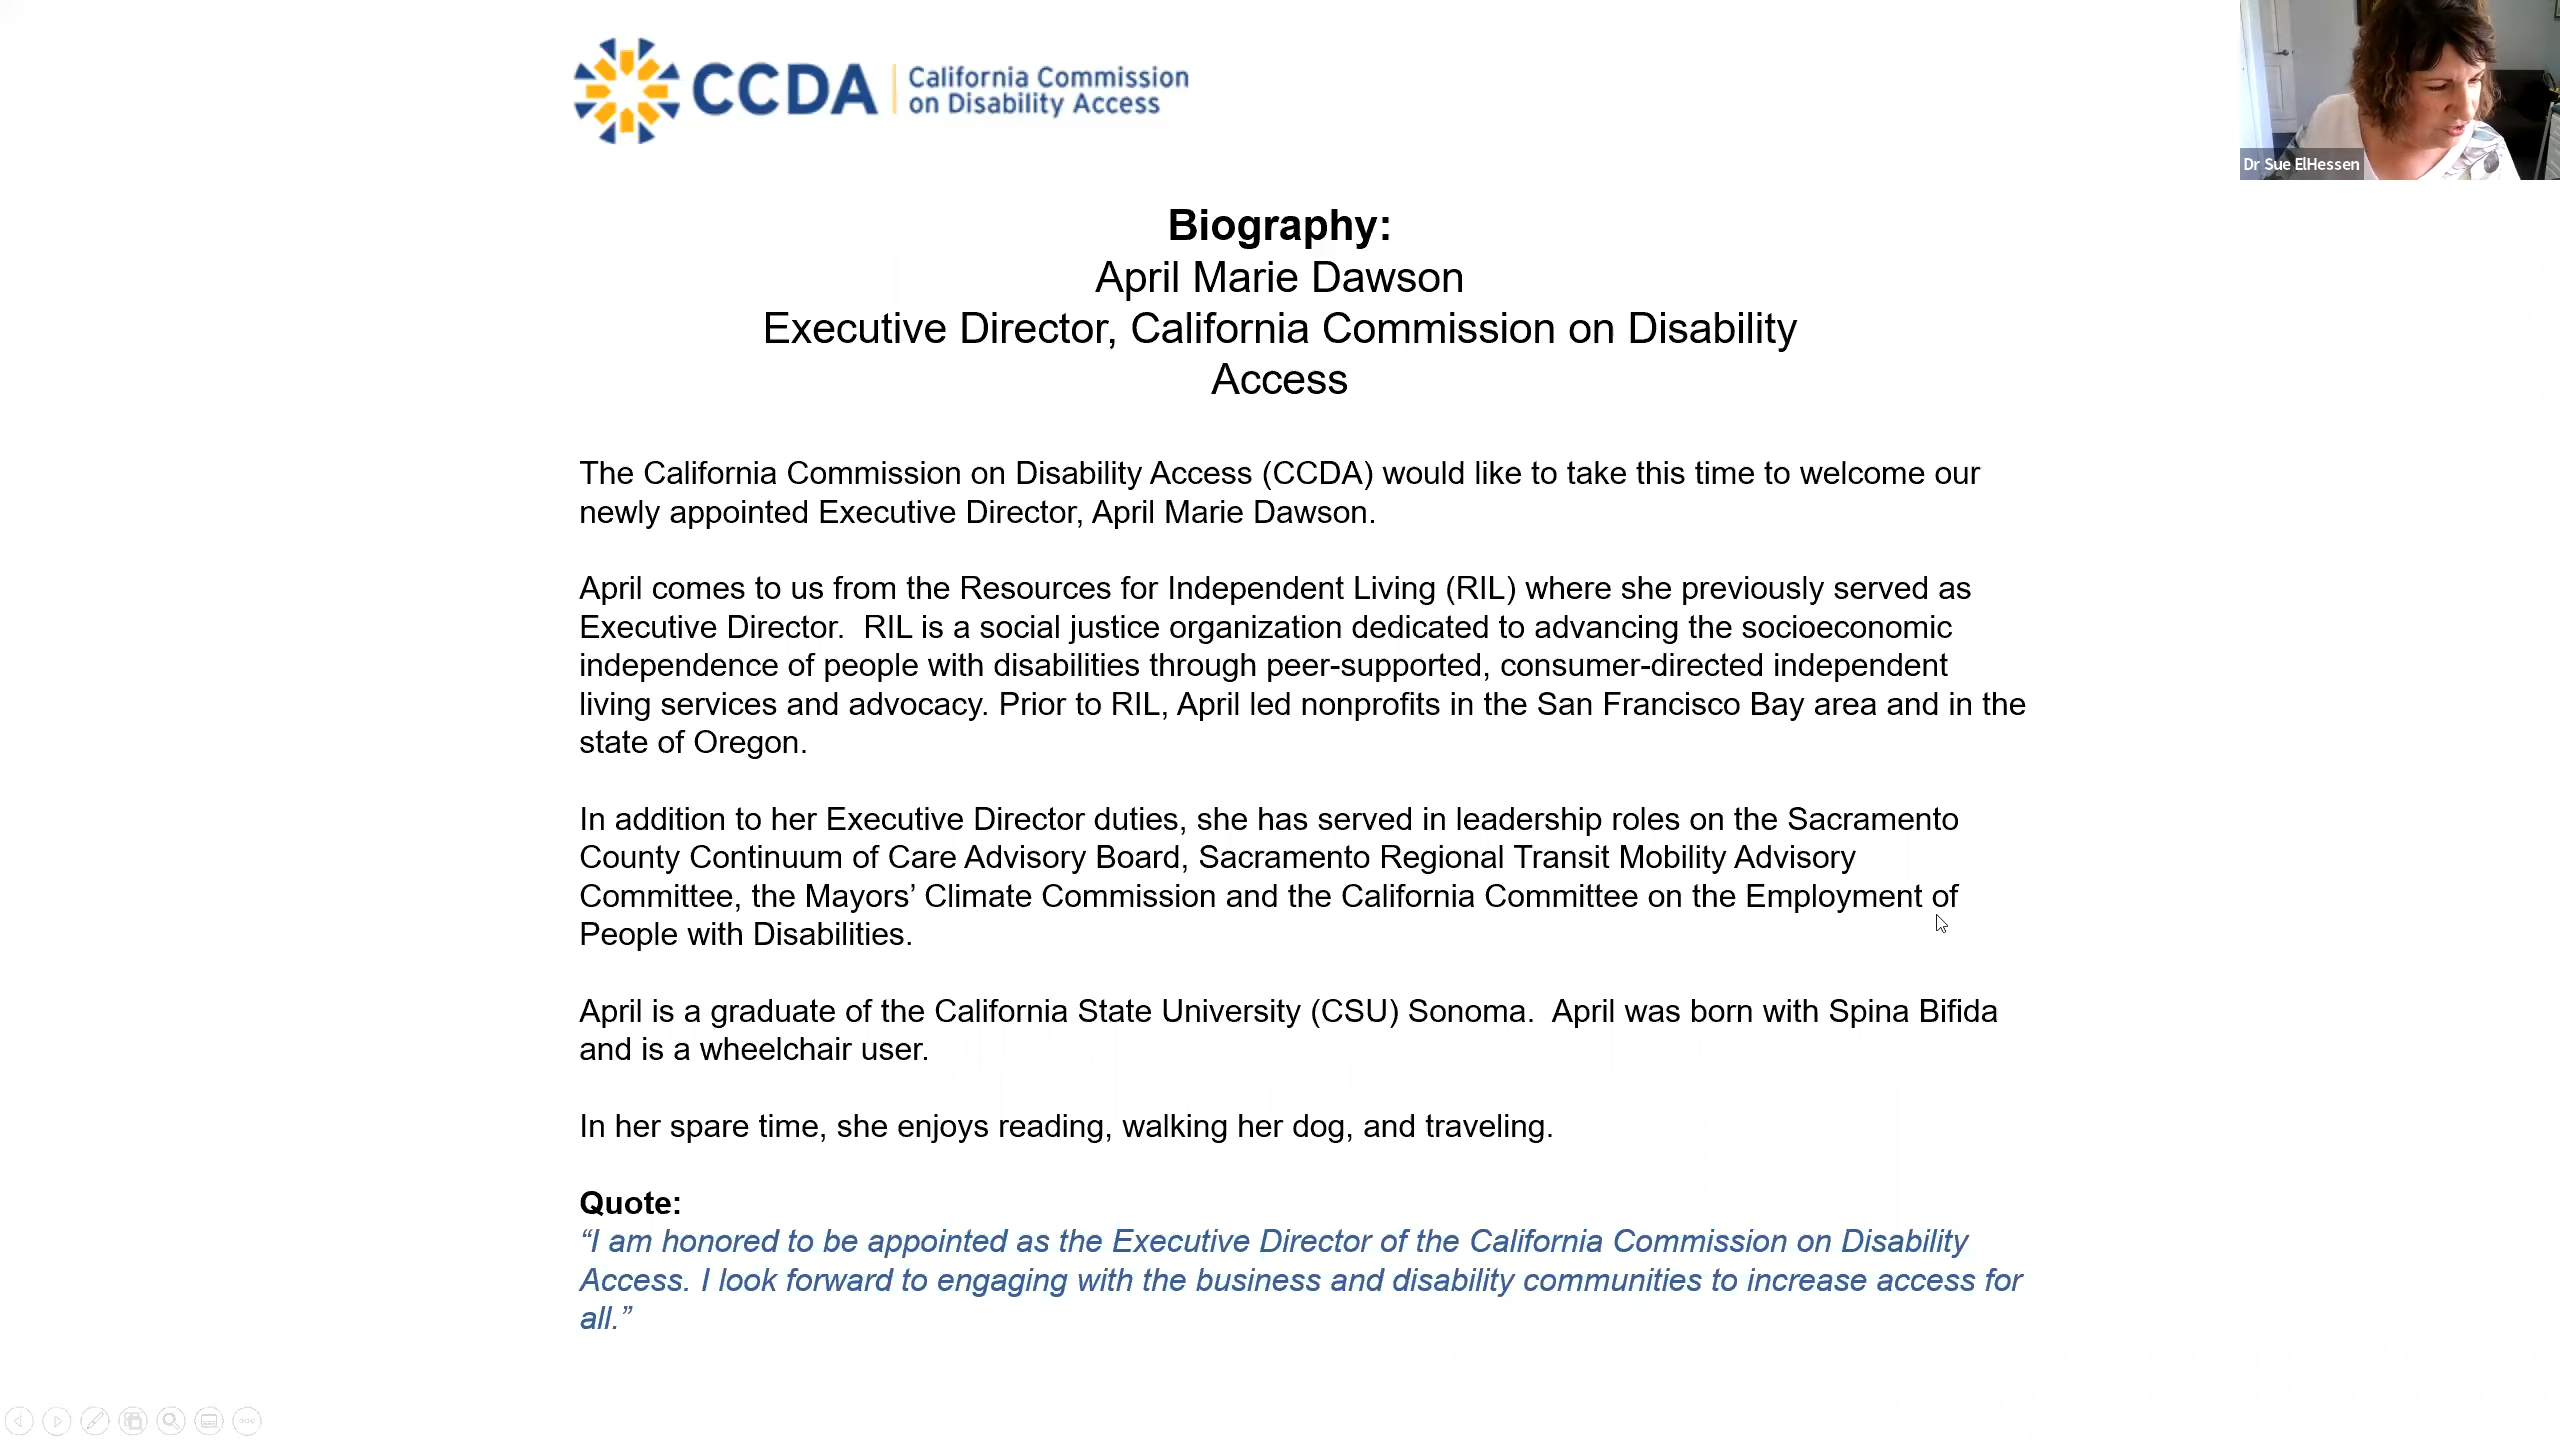 CCDA
California Commission
on Disability Access
Dr Sue ElHessen
Biography:
April Marie Dawson
Executive Director, California Commission on Disability
Access
The California Commission on Disability Access (CCDA) would like to take this time to welcome our
newly appointed Executive Director, April Marie Dawson.
April comes to us from the Resources for Independent Living (RIL) where she previously served as
Executive Director.  RIL is a social justice organization dedicated to advancing the socioeconomic
independence of people with disabilities through peer-supported, consumer-directed independent
living services and advocacy. Prior to RIL, April led nonprofits in the San Francisco Bay area and in the
state of Oregon.
In addition to her Executive Director duties, she has served in leadership roles on the Sacramento
County Continuum of Care Advisory Board, Sacramento Regional Transit Mobility Advisory
Committee, the Mayors’ Climate Commission and the California Committee on the Employment of
People with Disabilities.
April is a graduate of the California State University (CSU) Sonoma.  April was born with Spina Bifida
and is a wheelchair user.
In her spare time, she enjoys reading, walking her dog, and traveling.
Quote:
“I am honored to be appointed as the Executive Director of the California Commission on Disability
Access. I look forward to engaging with the business and disability communities to increase access for
all.”